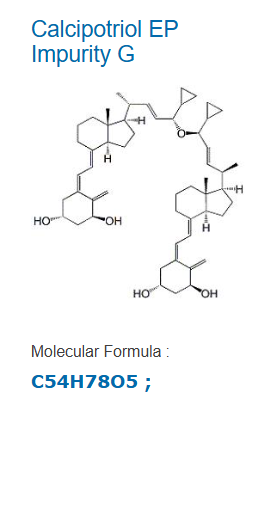 Calcipotriol EP
Impurity G
H
O
H
HO
OH
H
H
HO
OH
Molecular Formula :
C54H78O5 ;